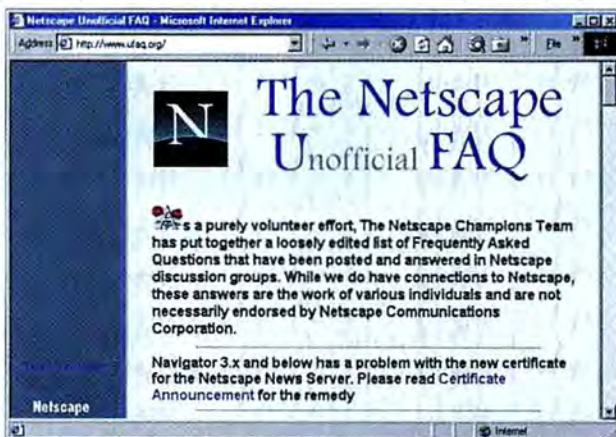 Netscape Unofficial FAQ - Microsoft Internet Explorer
Address http://www.ufaq.org/
File
N
The Netscape
Unofficial FAQ
As a purely volunteer effort, The Netscape Champions Team
has put together a loosely edited list of Frequently Asked
Questions that have been posted and answered in Netscape
discussion groups. While we do have connections to Netscape,
these answers are the work of various individuals and are not
necessarily endorsed by Netscape Communications
Corporation.
Navigator 3.x and below has a problem with the new certificate
for the Netscape News Server. Please read Certificate
Announcement for the remedy
Netscape
Internet